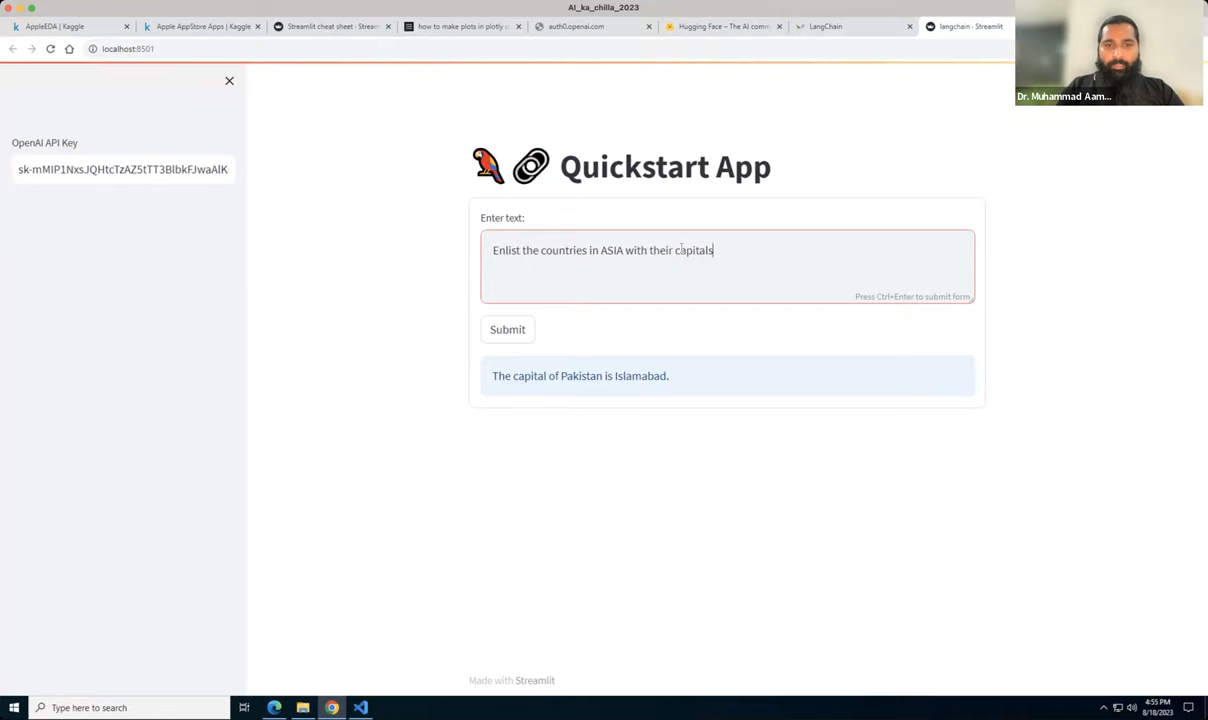 AI_ka_chilla_2023
AppleEDA | Kaggle
Apple AppStore Apps | Kaggle
Streamlit cheat sheet · Stream
how to make plots in plotly o
auth0.openai.com
Hugging Face – The AI comm
LangChain
langchain · Streamlit
localhost:8501
Dr. Muhammad Aam...
OpenAI API Key
Quickstart App
Enter text:
Enlist the countries in ASIA with their capitals
Press Ctrl+Enter to submit form
Submit
The capital of Pakistan is Islamabad.
Made with Streamlit
Type here to search
4:55 PM
8/18/2023